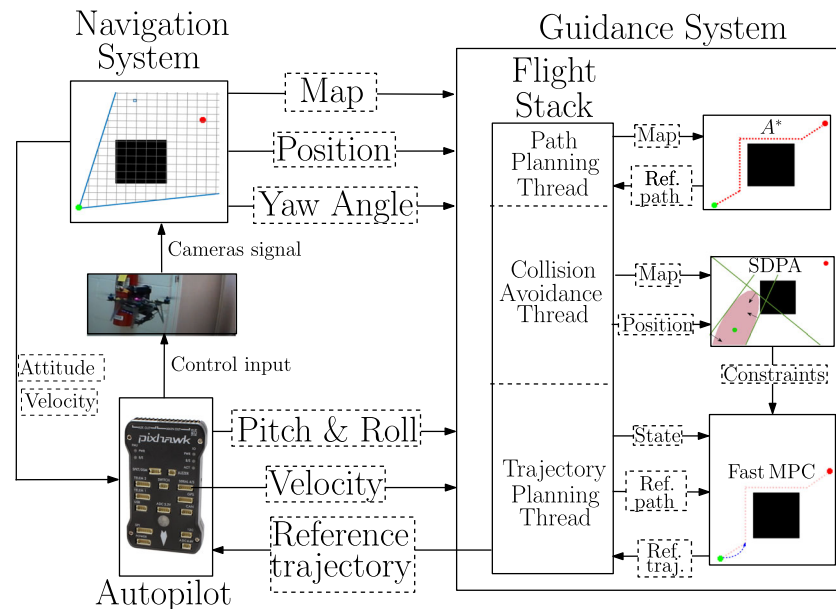 Navigation
System
Map
Position
Yaw Angle
Cameras signal
Control input
Attitude
Velocity
pixhawk
Pitch & Roll
Velocity
Reference
trajectory
Autopilot
Guidance System
Flight
Stack
Path
Planning
Thread
Map
Ref.
path
A*
Collision
Avoidance
Thread
Map
Position
SDPA
Constraints
Trajectory
Planning
Thread
State
Ref.
path
Ref.
traj.
Fast MPC